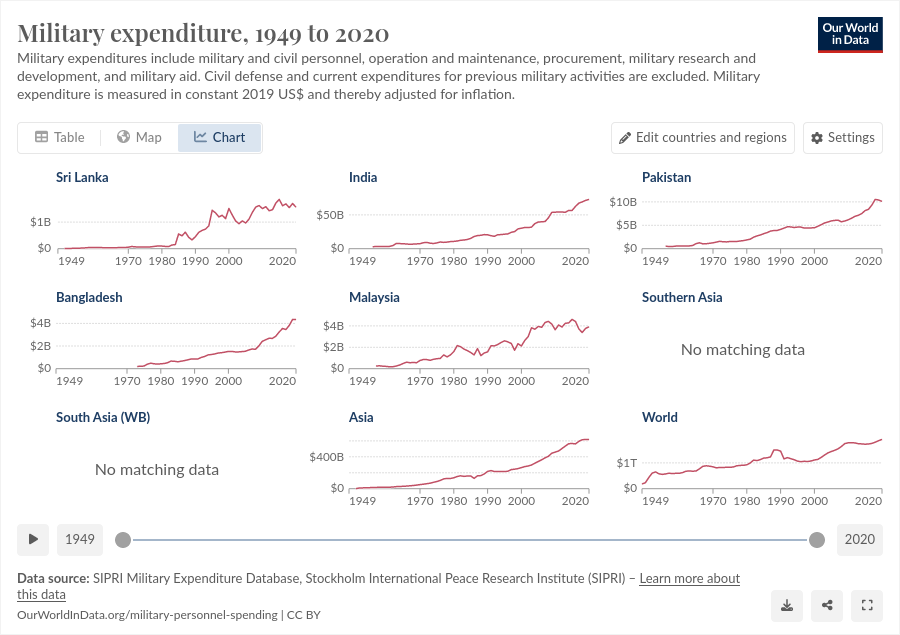 Military expenditure, 1949 to 2020
Our World
in Data
Military expenditures include military and civil personnel, operation and maintenance, procurement, military research and
development, and military aid. Civil defense and current expenditures for previous military activities are excluded. Military
expenditure is measured in constant 2019 US$ and thereby adjusted for inflation.
Table Map Chart Edit countries and regions Settings
Sri Lanka India Pakistan
$1B
$0
1949 1970 1980 1990 2000 2020
$50B
$0
1949 1970 1980 1990 2000 2020
$10B
$5B
$0
1949 1970 1980 1990 2000 2020
Bangladesh Malaysia Southern Asia
$4B
$2B
$0
1949 1970 1980 1990 2000 2020
$4B
$2B
$0
1949 1970 1980 1990 2000 2020
No matching data
South Asia (WB) Asia World
No matching data
$400B
$0
1949 1970 1980 1990 2000 2020
$1T
$0
1949 1970 1980 1990 2000 2020
1949 2020
Data source: SIPRI Military Expenditure Database, Stockholm International Peace Research Institute (SIPRI) – Learn more about
this data
OurWorldInData.org/military-personnel-spending | CC BY